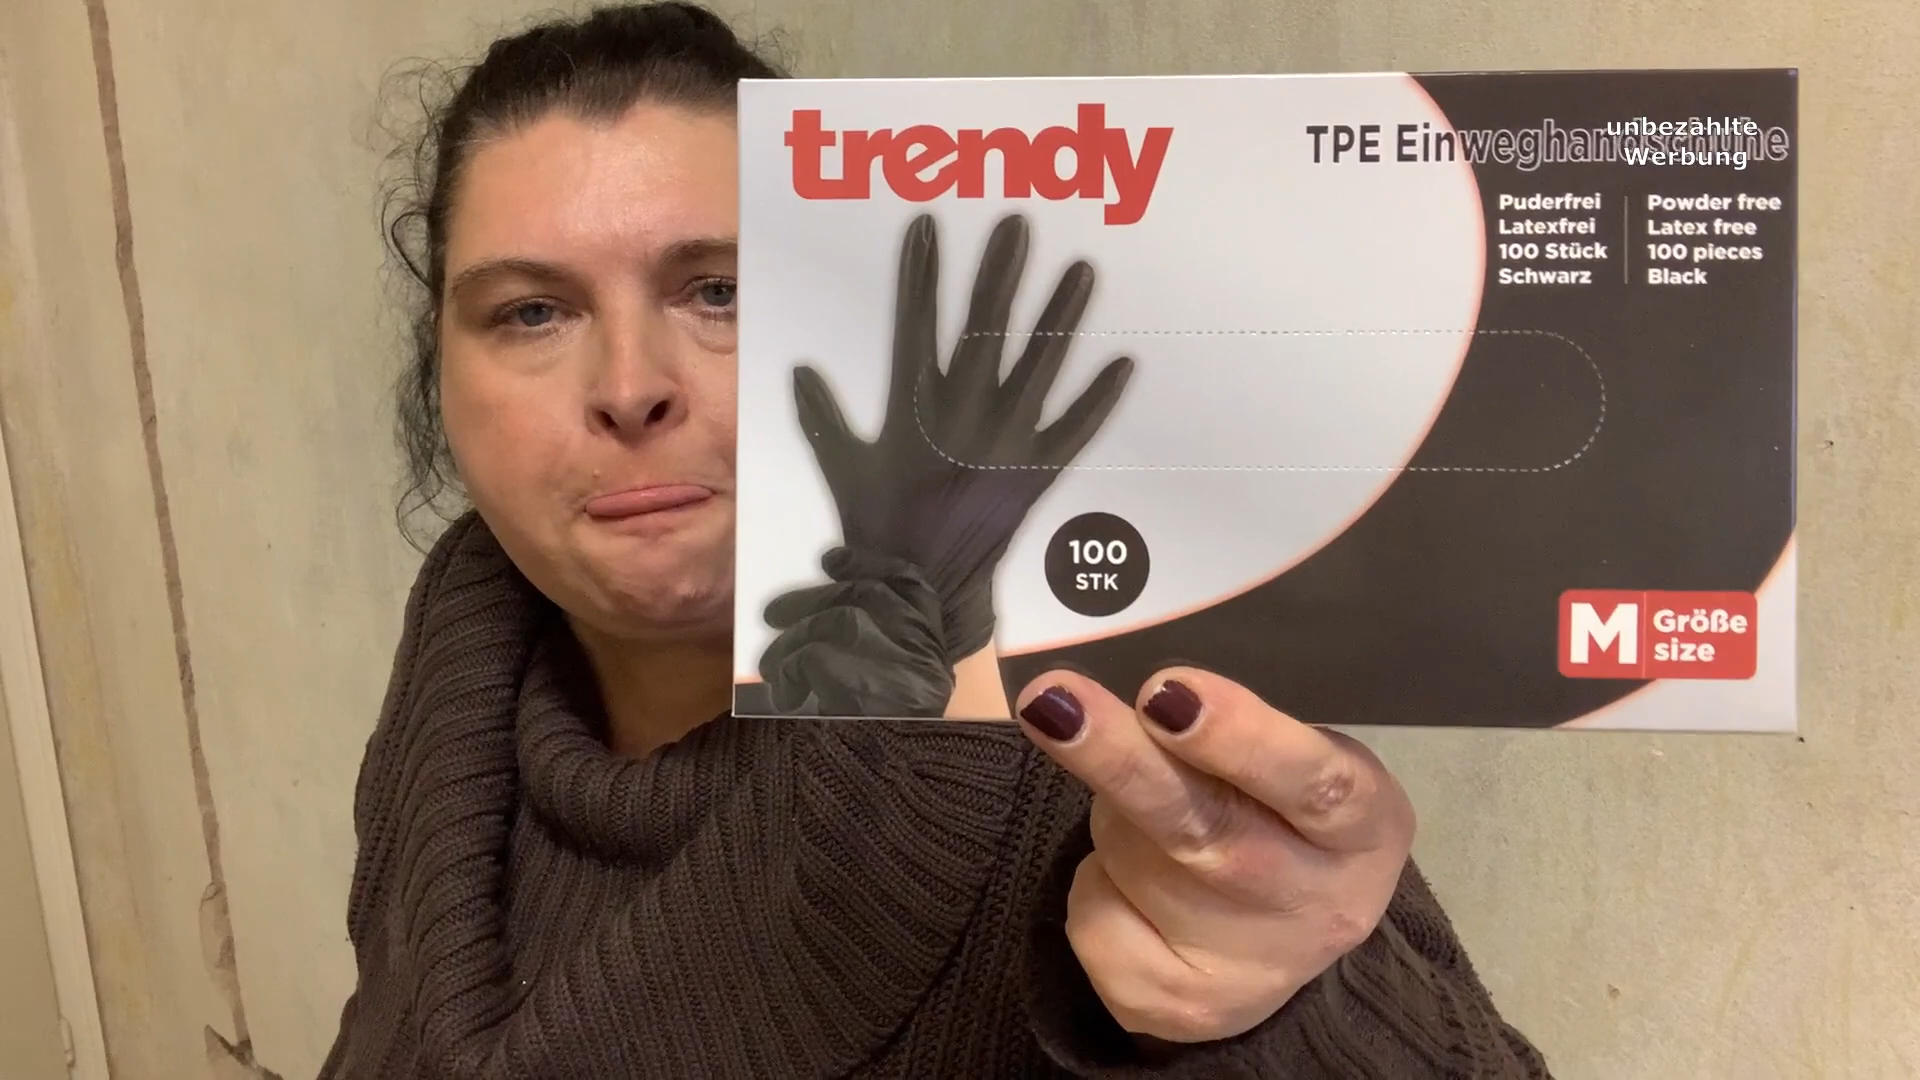 trendy
TPE Einweghandschuhe
unbezahlte
Werbung
Puderfrei
Latexfrei
100 Stück
Schwarz
Powder free
Latex free
100 pieces
Black
100
STK
M
Größe
size